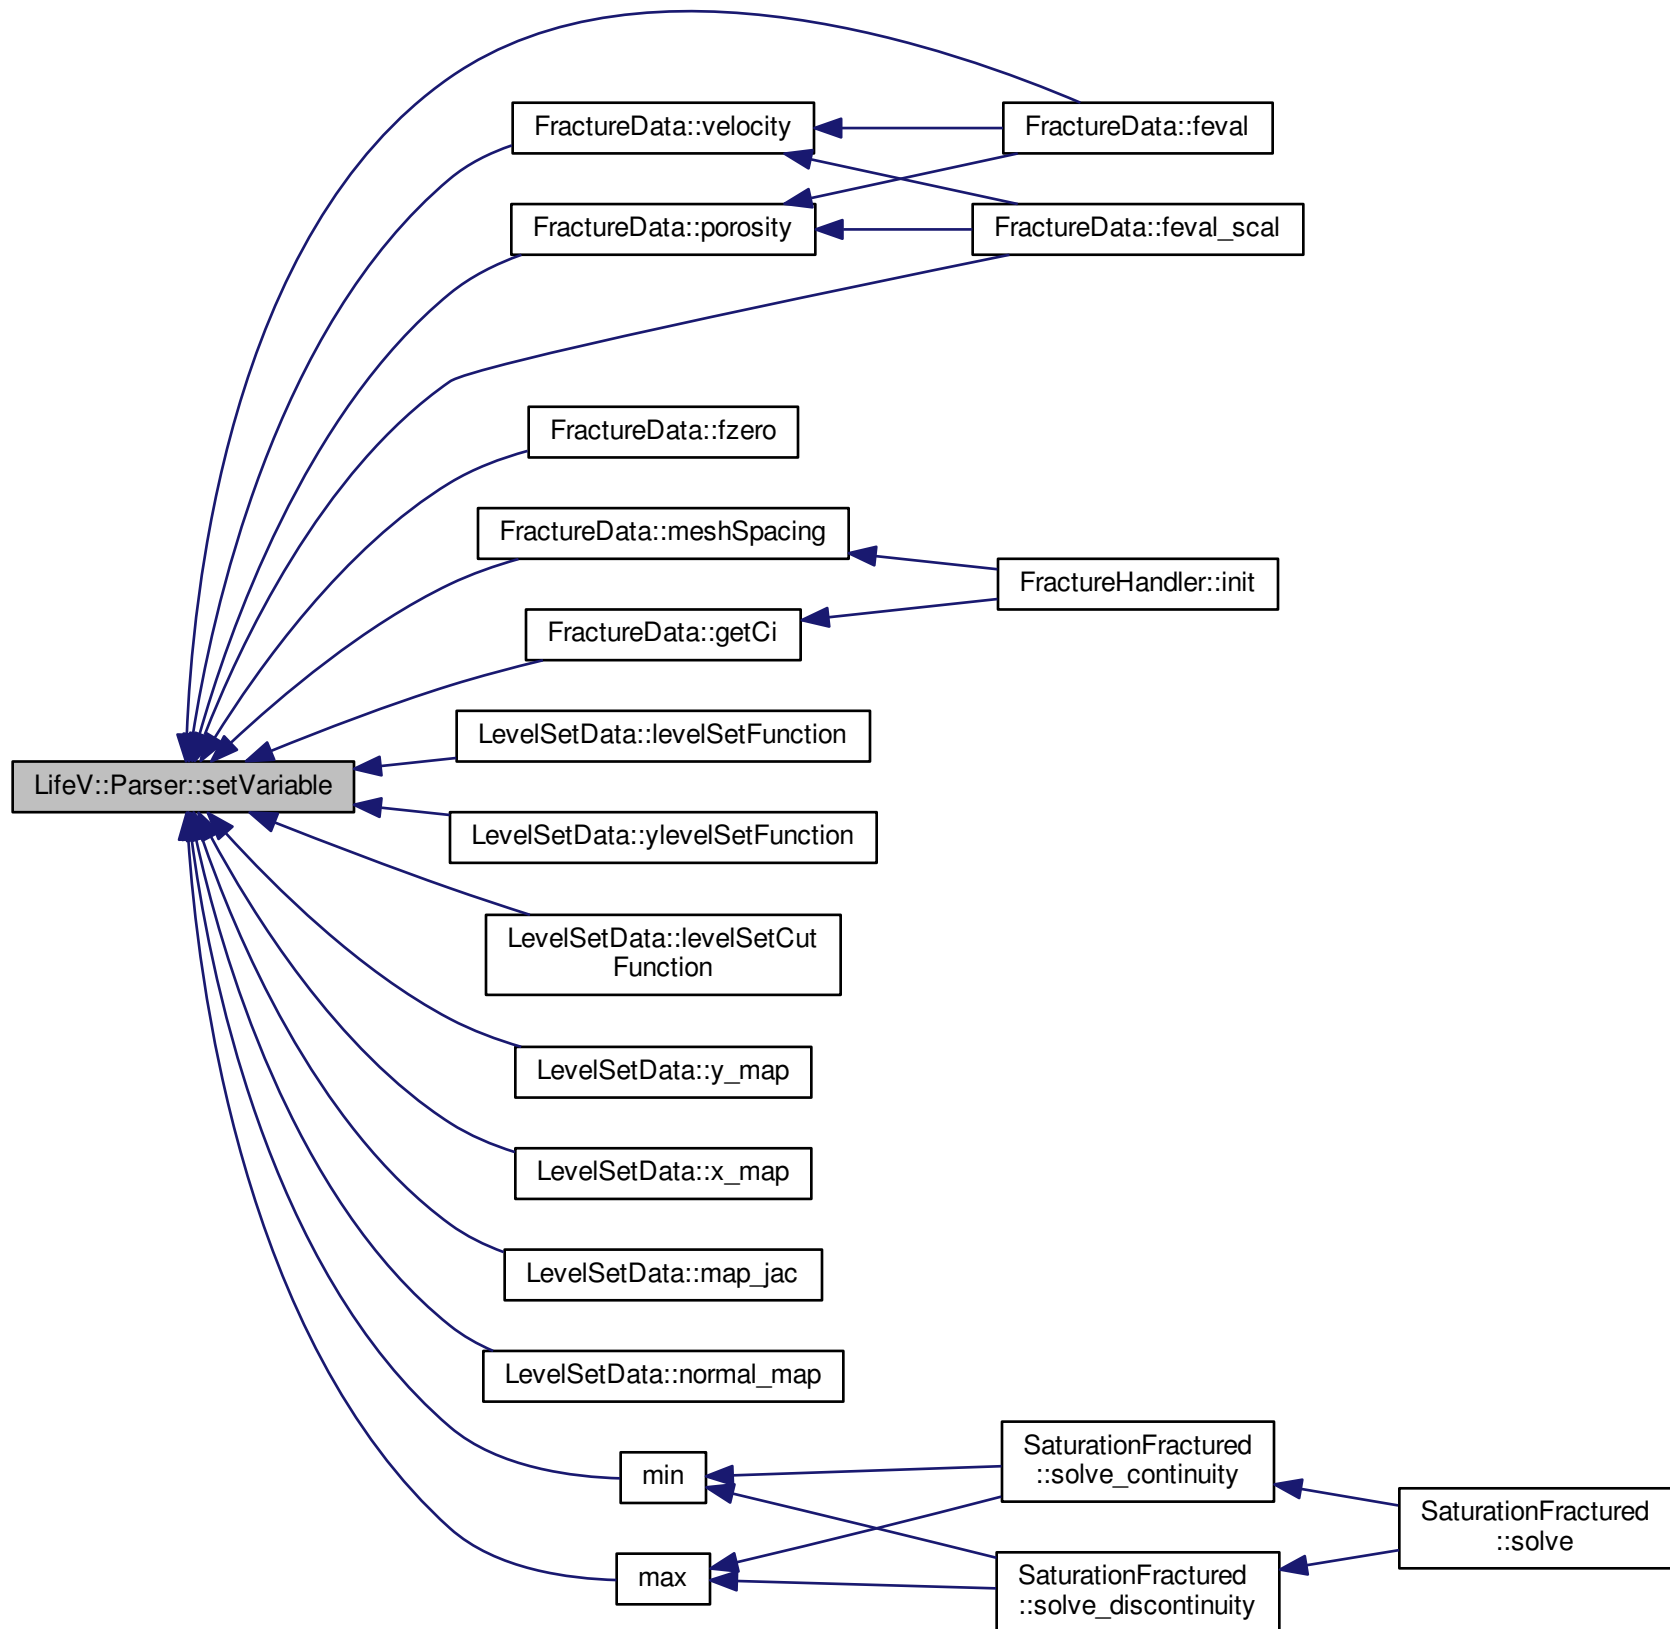 FractureData::velocity
FractureData::feval
FractureData::porosity
FractureData::feval_scal
FractureData::fzero
FractureData::meshSpacing
FractureHandler::init
FractureData::getCi
LevelSetData::levelSetFunction
LifeV::Parser::setVariable
LevelSetData::ylevelSetFunction
LevelSetData::levelSetCut
Function
LevelSetData::y_map
LevelSetData::x_map
LevelSetData::map_jac
LevelSetData::normal_map
min
SaturationFractured
::solve_continuity
SaturationFractured
::solve
max
SaturationFractured
::solve_discontinuity